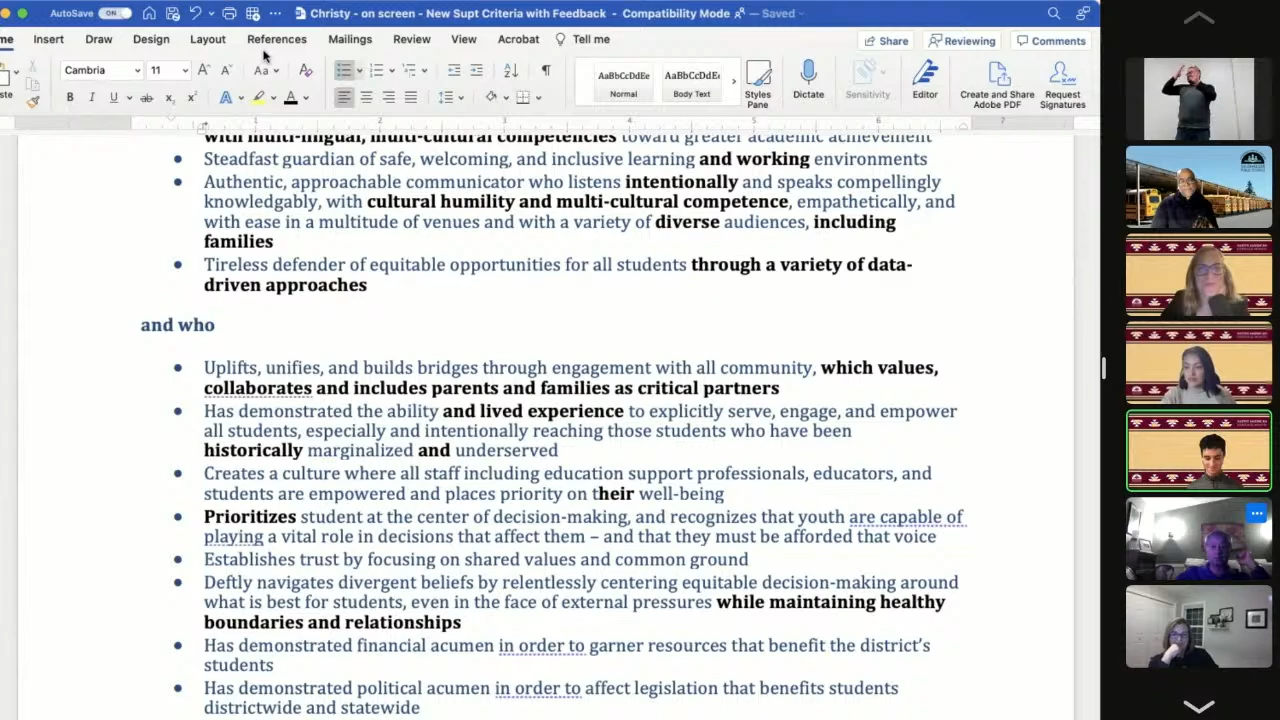 AutoSave ON Christy - on screen - New Supt Criteria with Feedback - Compatibility Mode — Saved
me Insert Draw Design Layout References Mailings Review View Acrobat Tell me Share Reviewing Comments
Cambria 11 Aa AaBbCcDdEe AaBbCcDdEe
ste B I U ab x₂ x² A A Normal Body Text Styles Pane Dictate Sensitivity Editor Create and Share Adobe PDF Request Signatures
1 2 3 4 5 6 7
with multi-lingual, multi-cultural competencies toward greater academic achievement
• Steadfast guardian of safe, welcoming, and inclusive learning and working environments
• Authentic, approachable communicator who listens intentionally and speaks compellingly
knowledgably, with cultural humility and multi-cultural competence, empathetically, and
with ease in a multitude of venues and with a variety of diverse audiences, including
families
• Tireless defender of equitable opportunities for all students through a variety of data-
driven approaches
and who
• Uplifts, unifies, and builds bridges through engagement with all community, which values,
collaborates and includes parents and families as critical partners
• Has demonstrated the ability and lived experience to explicitly serve, engage, and empower
all students, especially and intentionally reaching those students who have been
historically marginalized and underserved
• Creates a culture where all staff including education support professionals, educators, and
students are empowered and places priority on their well-being
• Prioritizes student at the center of decision-making, and recognizes that youth are capable of
playing a vital role in decisions that affect them – and that they must be afforded that voice
• Establishes trust by focusing on shared values and common ground
• Deftly navigates divergent beliefs by relentlessly centering equitable decision-making around
what is best for students, even in the face of external pressures while maintaining healthy
boundaries and relationships
• Has demonstrated financial acumen in order to garner resources that benefit the district's
students
• Has demonstrated political acumen in order to affect legislation that benefits students
districtwide and statewide